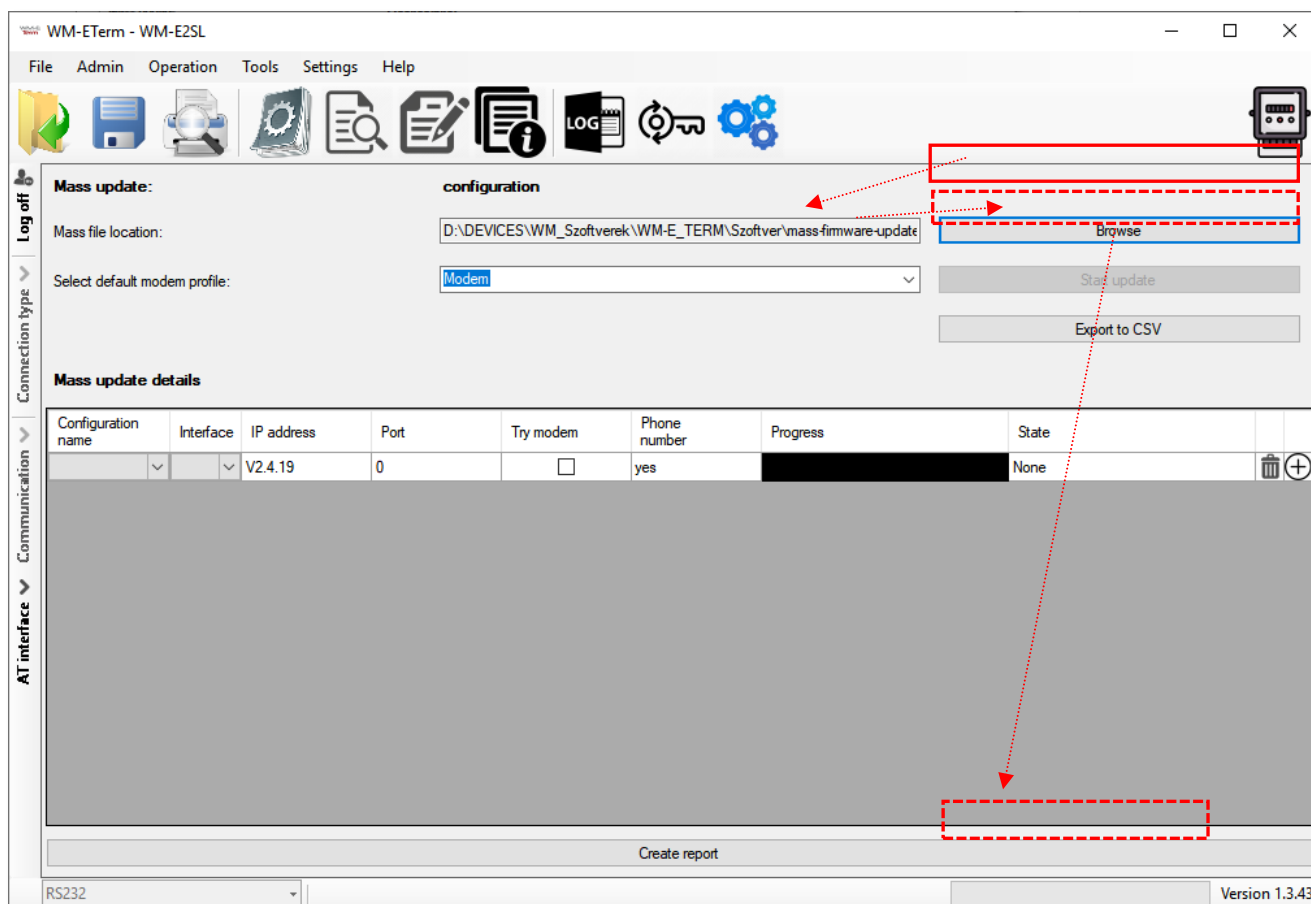 WM-ETerm - WM-E2SL
File Admin Operation Tools Settings Help
LOG
Log off
Connection type
Communication
AT interface
Mass update: configuration
Mass file location: D:\DEVICES\WM_Szoftverek\WM-E_TERM\Szoftver\mass-firmware-update Browse
Select default modem profile: Modem Start update
Export to CSV
Mass update details
Configuration name Interface IP address Port Try modem Phone number Progress State
V2.4.19 0 yes None
Create report
RS232 Version 1.3.43